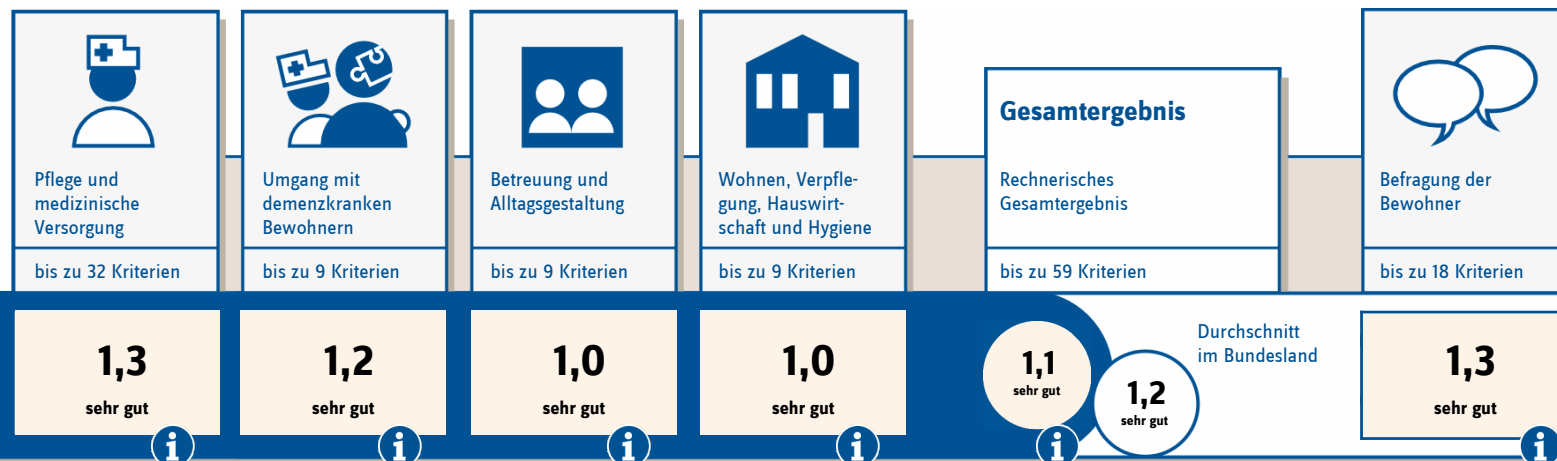 Pflege und
medizinische
Versorgung
bis zu 32 Kriterien
1,3
sehr gut
i
Umgang mit
demenzkranken
Bewohnern
bis zu 9 Kriterien
1,2
sehr gut
i
Betreuung und
Alltagsgestaltung
bis zu 9 Kriterien
1,0
sehr gut
i
Wohnen, Verpfle-
gung, Hauswirt-
schaft und Hygiene
bis zu 9 Kriterien
1,0
sehr gut
i
Gesamtergebnis
Rechnerisches
Gesamtergebnis
bis zu 59 Kriterien
1,1
sehr gut
i
Durchschnitt
im Bundesland
1,2
sehr gut
Befragung der
Bewohner
bis zu 18 Kriterien
1,3
sehr gut
i